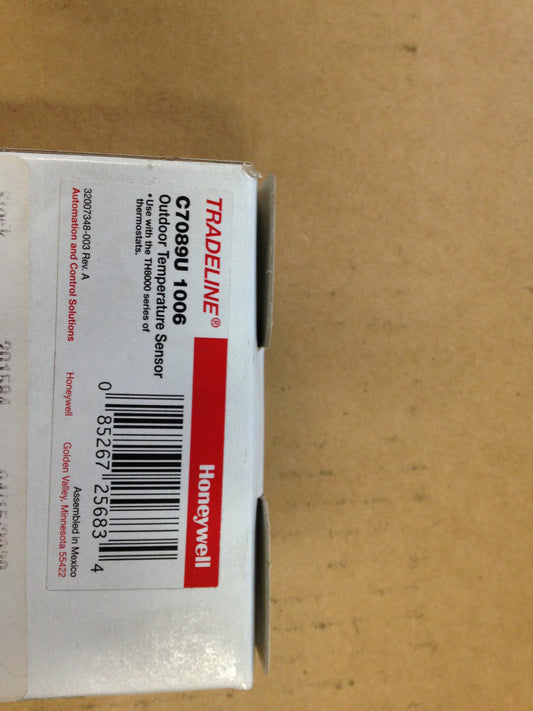 TRADELINE®
Honeywell
C7089U 1006
Outdoor Temperature Sensor
• Use with the TH8000 series of
thermostats.
0 85267 25683 4
32007348-003 Rev. A
Automation and Control Solutions
Honeywell
Golden Valley, Minnesota 55422
Assembled in Mexico